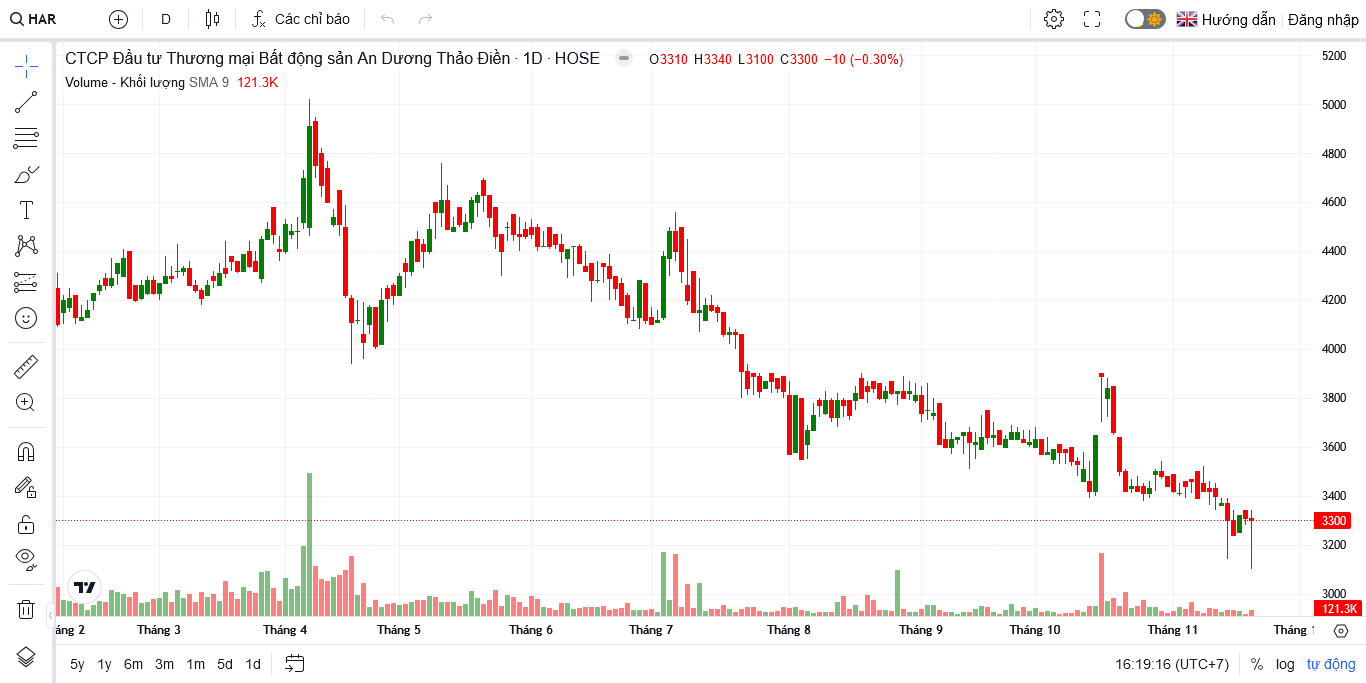 HAR D Các chỉ báo Hướng dẫn Đăng nhập
CTCP Đầu tư Thương mại Bất động sản An Dương Thảo Điền · 1D · HOSE O3310 H3340 L3100 C3300 −10 (−0.30%)
Volume - Khối lượng SMA 9 121.3K
5200
5000
4800
4600
4400
4200
4000
3800
3600
3400
3300
3200
3000
121.3K
áng 2 Tháng 3 Tháng 4 Tháng 5 Tháng 6 Tháng 7 Tháng 8 Tháng 9 Tháng 10 Tháng 11 Tháng 1
5y 1y 6m 3m 1m 5d 1d 16:19:16 (UTC+7) % log tự động